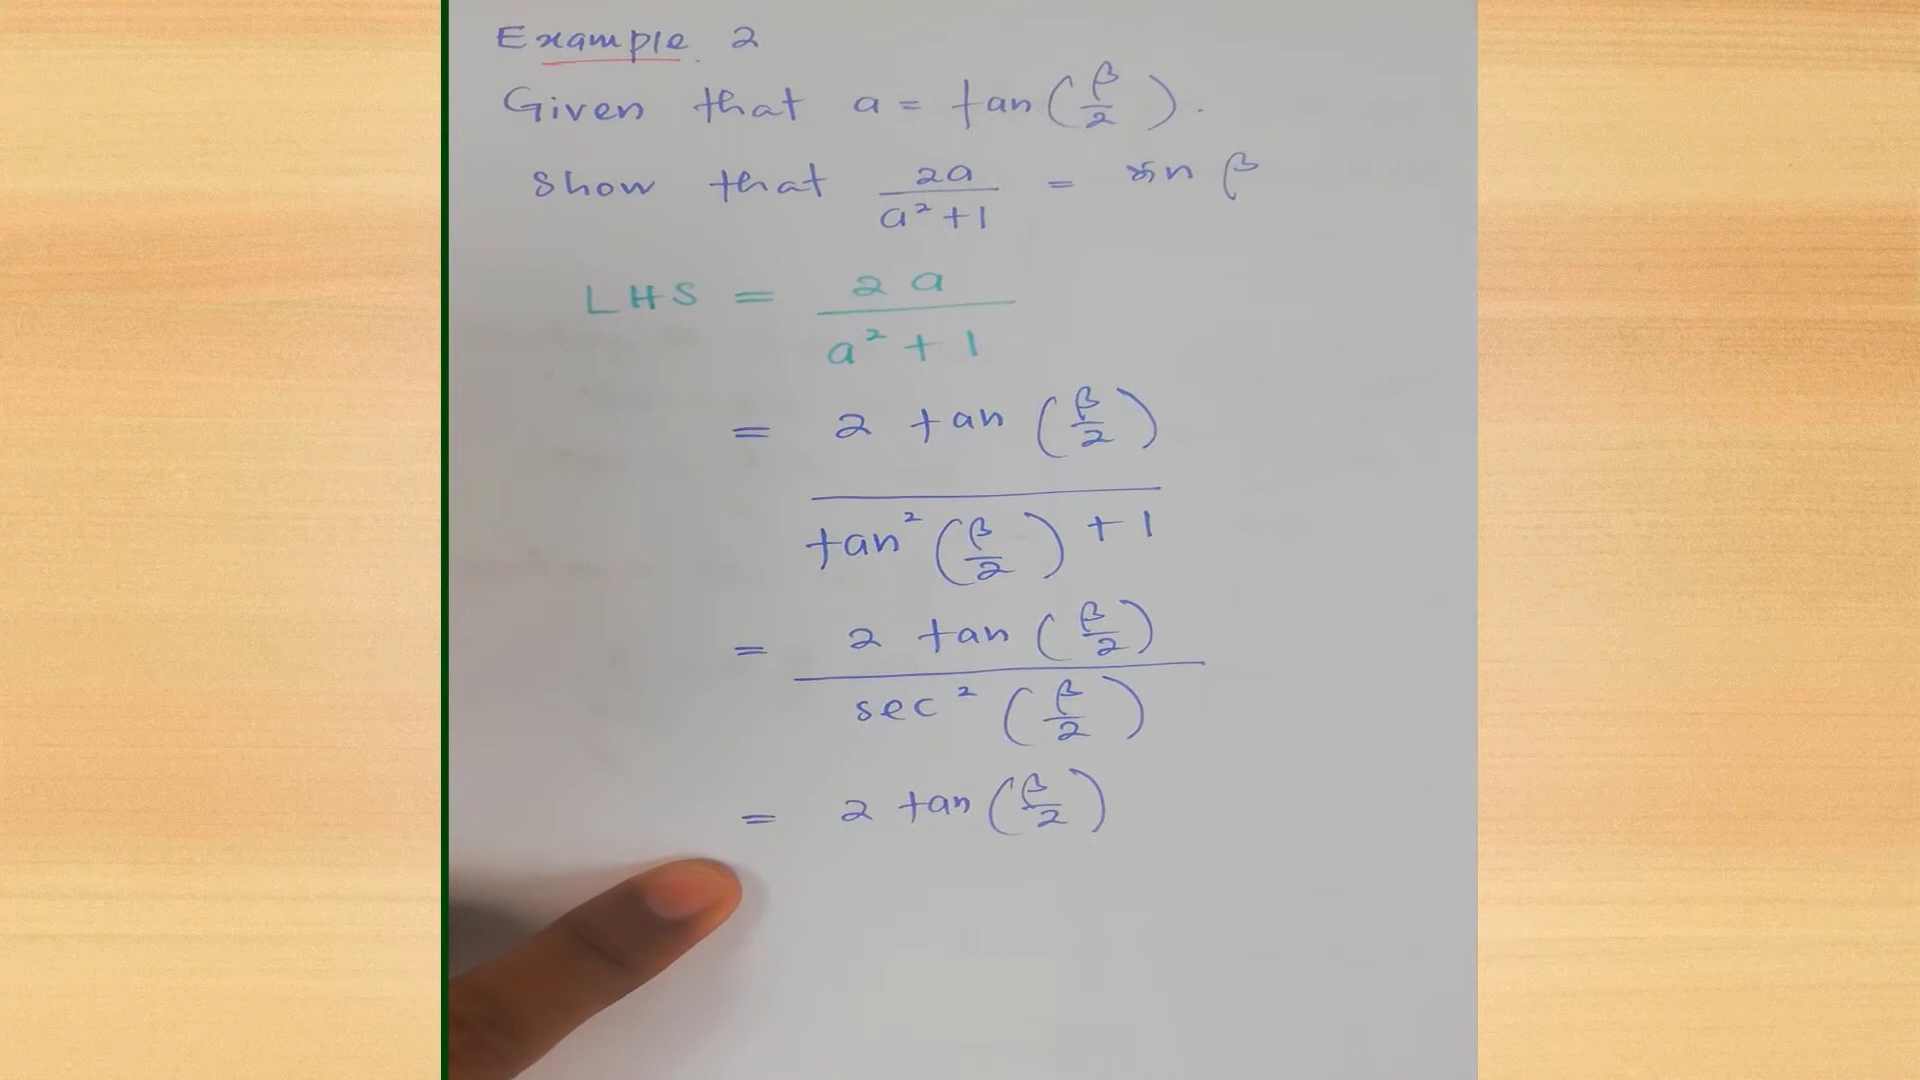 Example 2
Given that a = tan(β/2).
Show that 2a/(a²+1) = sin β
LHS = 2a/(a²+1)
= 2 tan(β/2)/(tan²(β/2)+1)
= 2 tan(β/2)/sec²(β/2)
= 2 tan(β/2)